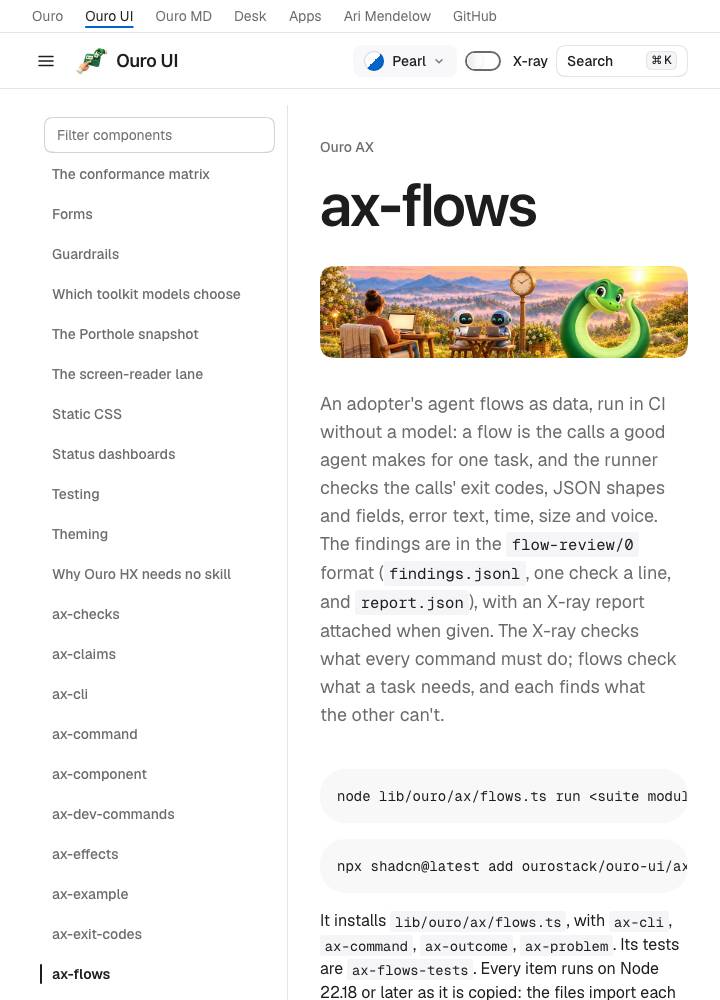 Ouro Ouro UI Ouro MD Desk Apps Ari Mendelow GitHub
Ouro UI Pearl X-ray Search ⌘ K
Filter components
The conformance matrix
Forms
Guardrails
Which toolkit models choose
The Porthole snapshot
The screen-reader lane
Static CSS
Status dashboards
Testing
Theming
Why Ouro HX needs no skill
ax-checks
ax-claims
ax-cli
ax-command
ax-component
ax-dev-commands
ax-effects
ax-example
ax-exit-codes
ax-flows
Ouro AX
ax-flows
An adopter's agent flows as data, run in CI
without a model: a flow is the calls a good
agent makes for one task, and the runner
checks the calls' exit codes, JSON shapes
and fields, error text, time, size and voice.
The findings are in the flow-review/0
format ( findings.jsonl , one check a line,
and report.json ), with an X-ray report
attached when given. The X-ray checks
what every command must do; flows check
what a task needs, and each finds what
the other can't.
node lib/ouro/ax/flows.ts run <suite modul
npx shadcn@latest add ourostack/ouro-ui/ax
It installs lib/ouro/ax/flows.ts , with ax-cli ,
ax-command , ax-outcome , ax-problem . Its tests
are ax-flows-tests . Every item runs on Node
22.18 or later as it is copied: the files import each